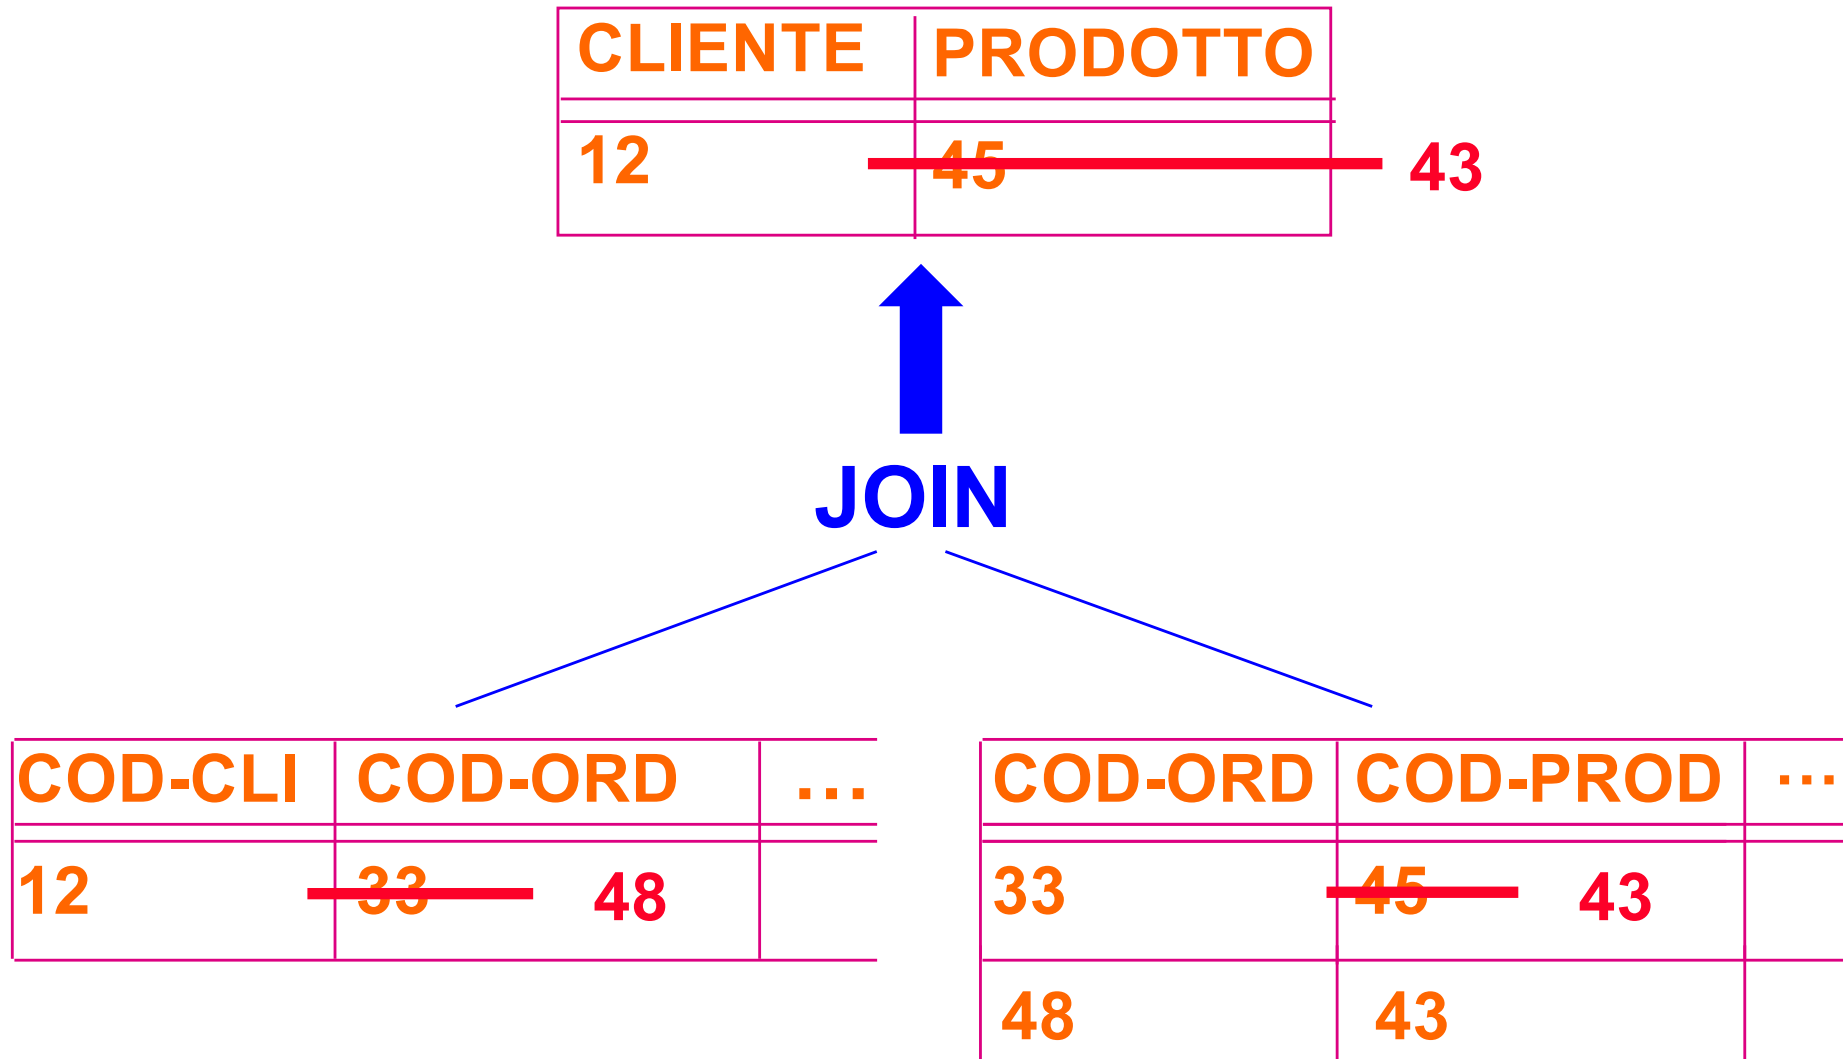 CLIENTE PRODOTTO
12 45 43
JOIN
COD-CLI COD-ORD ... COD-ORD COD-PROD ...
12 33 48 33 45 43
48 43